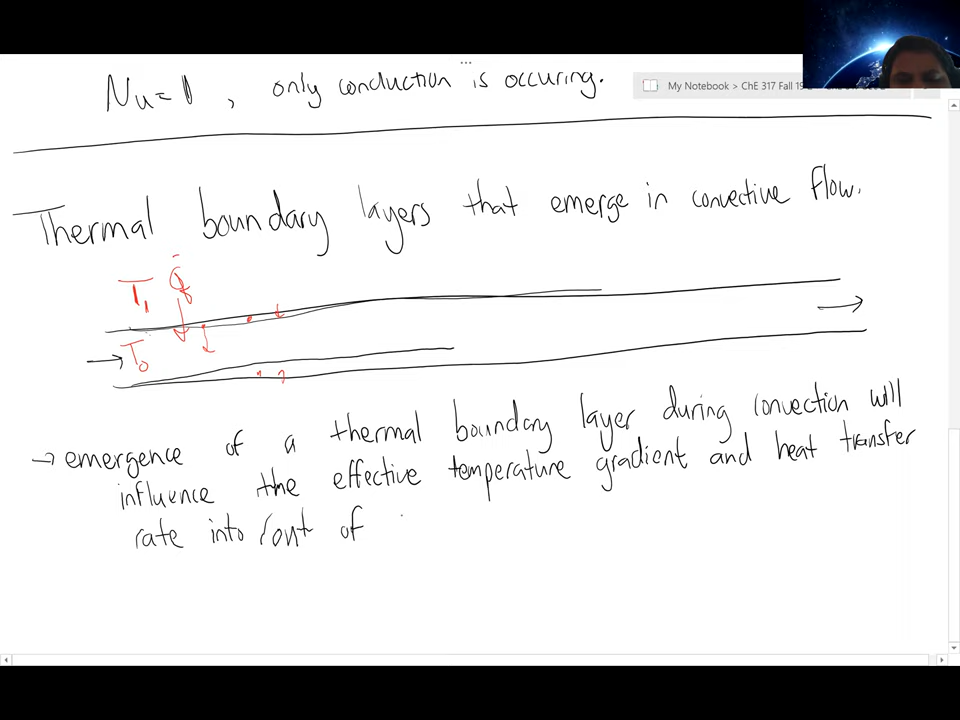 Nu=1, only conduction is occuring.
My Notebook > ChE 317 Fall 19
Thermal boundary layers that emerge in convective flow.
T1 q
T0
→ emergence of a thermal boundary layer during convection will
influence the effective temperature gradient and heat transfer
rate into/out of